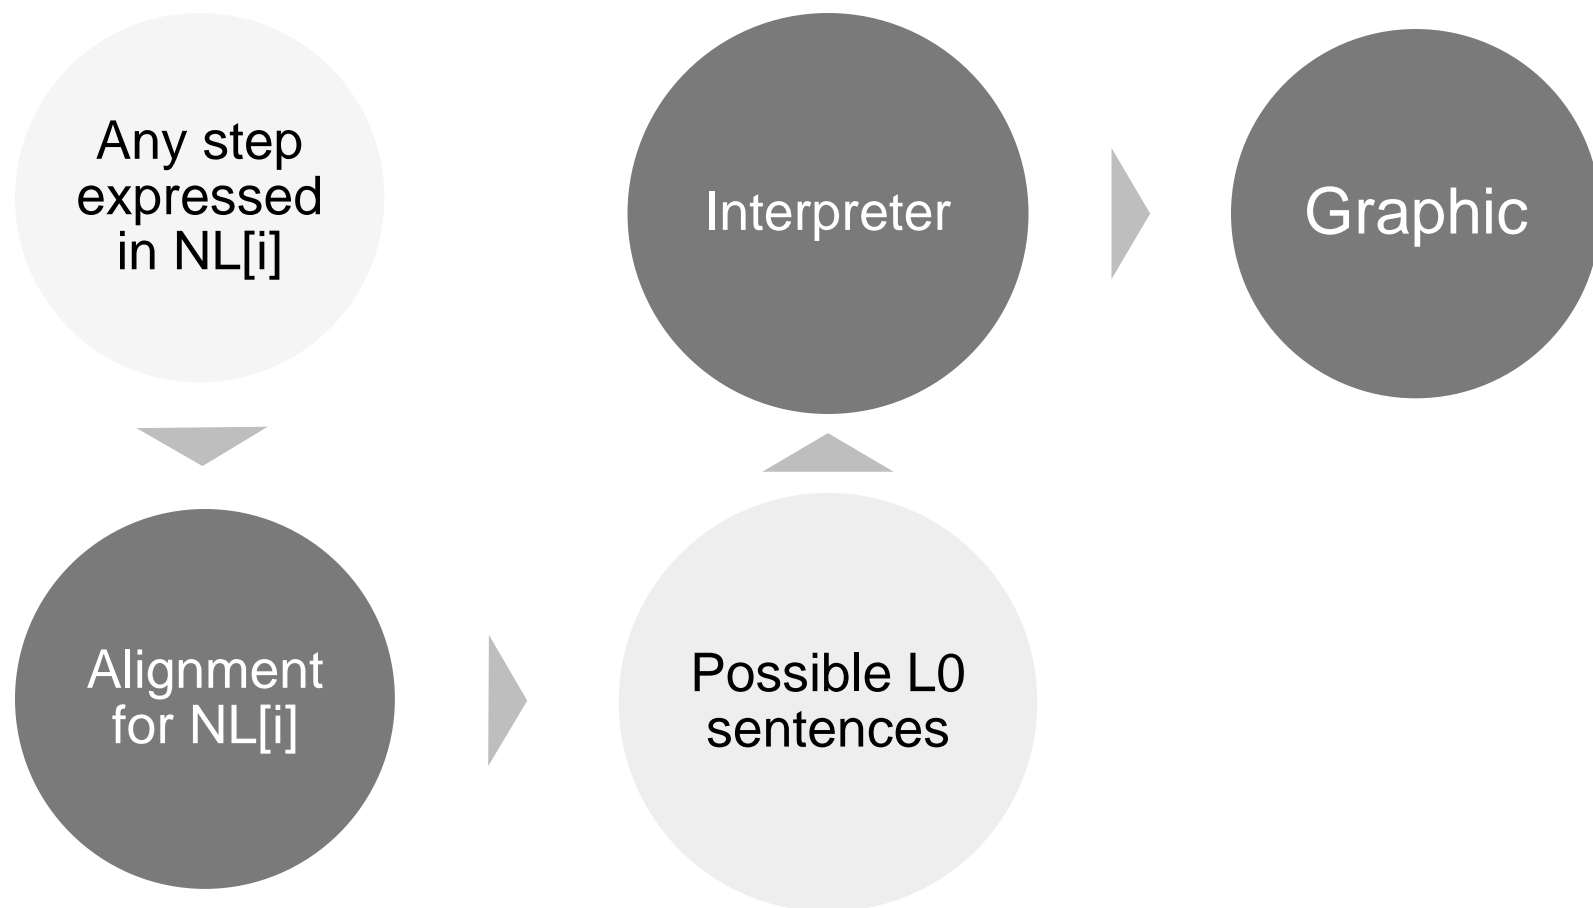 Any step
expressed
in NL[i]
Alignment
for NL[i]
Possible L0
sentences
Interpreter
Graphic